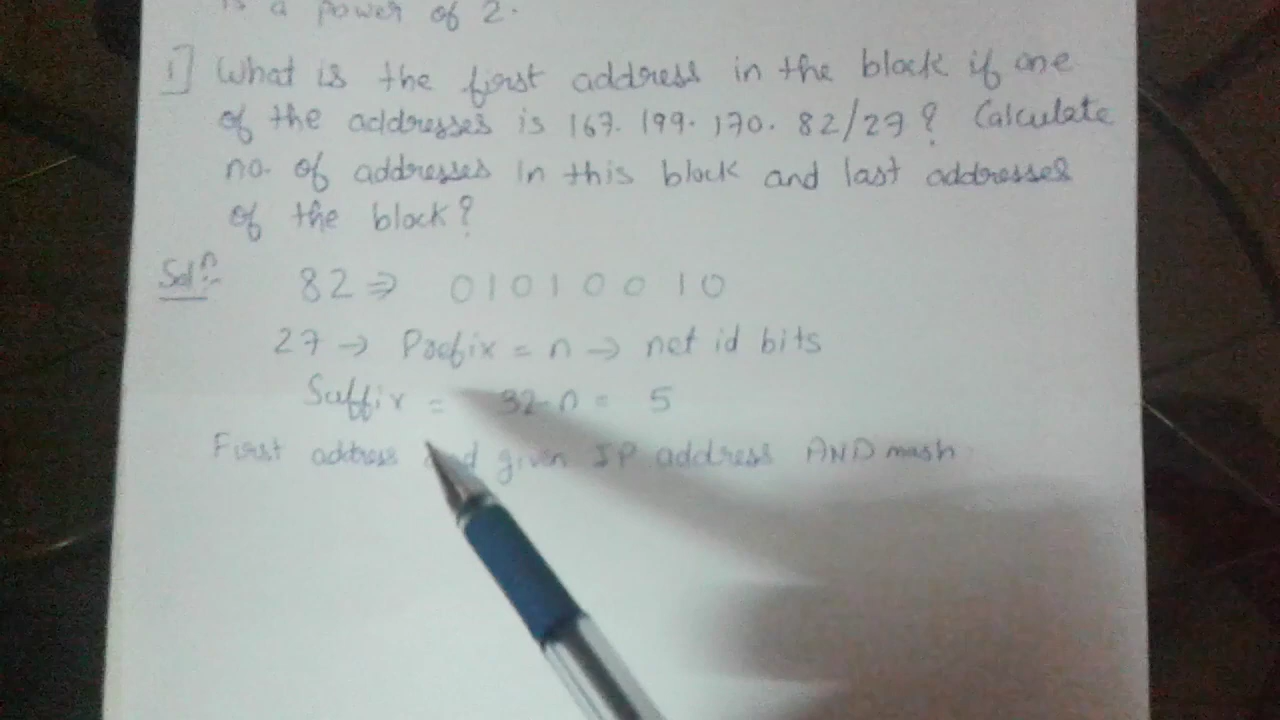 is a power of 2.
1] What is the first address in the block if one
of the addresses is 167.199.170.82/27? Calculate
no. of addresses in this block and last addresses
of the block?
Solⁿ:- 82 ⇒ 01010010
27 → Prefix = n → net id bits
Suffix = 32-n = 5
First address given IP address AND mash